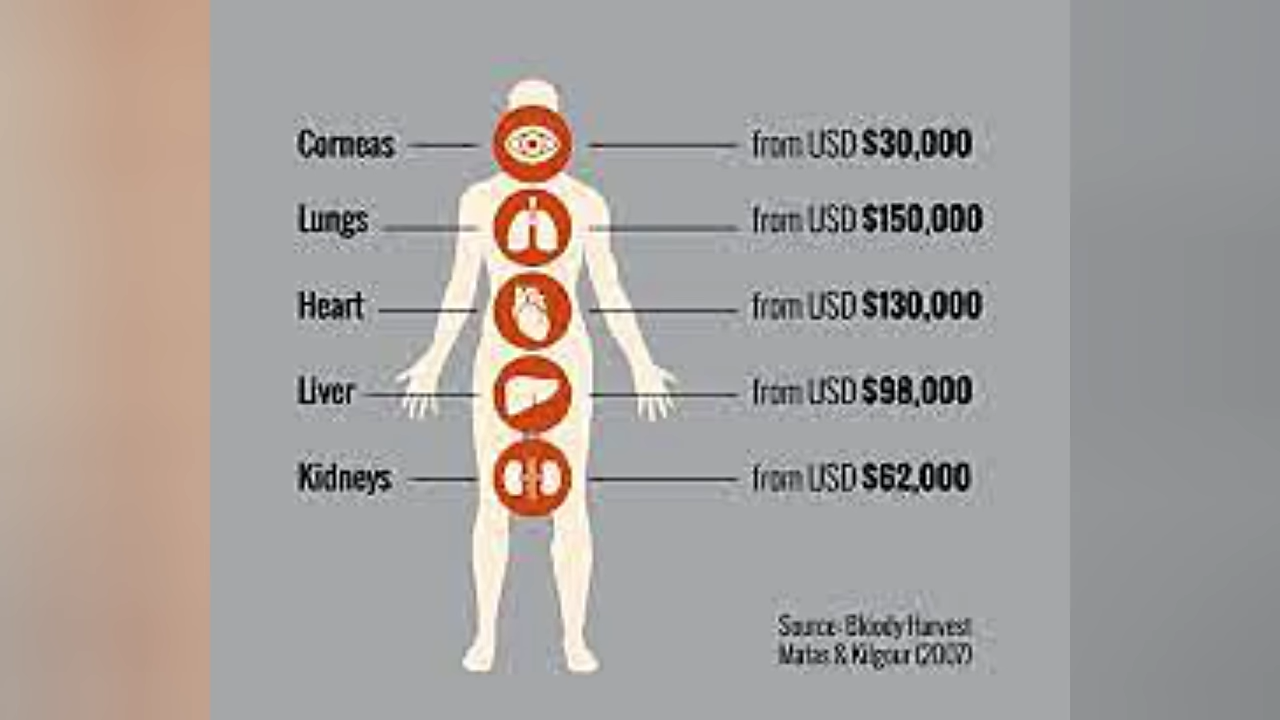 Corneas from USD $30,000
Lungs from USD $150,000
Heart from USD $130,000
Liver from USD $98,000
Kidneys from USD $62,000
Source: Bloody Harvest
Matas & Kilgour (2007)